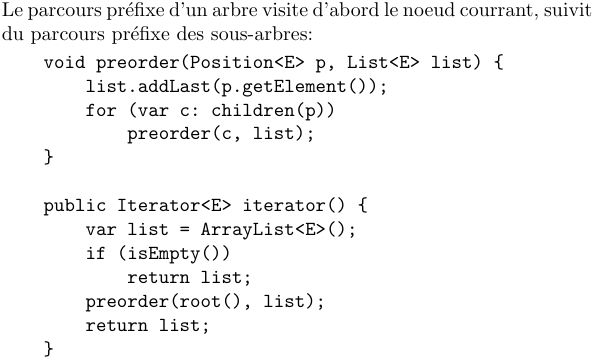 Le parcours préfixe d'un arbre visite d'abord le noeud courrant, suivit
du parcours préfixe des sous-arbres:
void preorder(Position<E> p, List<E> list) {
    list.addLast(p.getElement());
    for (var c: children(p))
        preorder(c, list);
}

public Iterator<E> iterator() {
    var list = ArrayList<E>();
    if (isEmpty())
        return list;
    preorder(root(), list);
    return list;
}